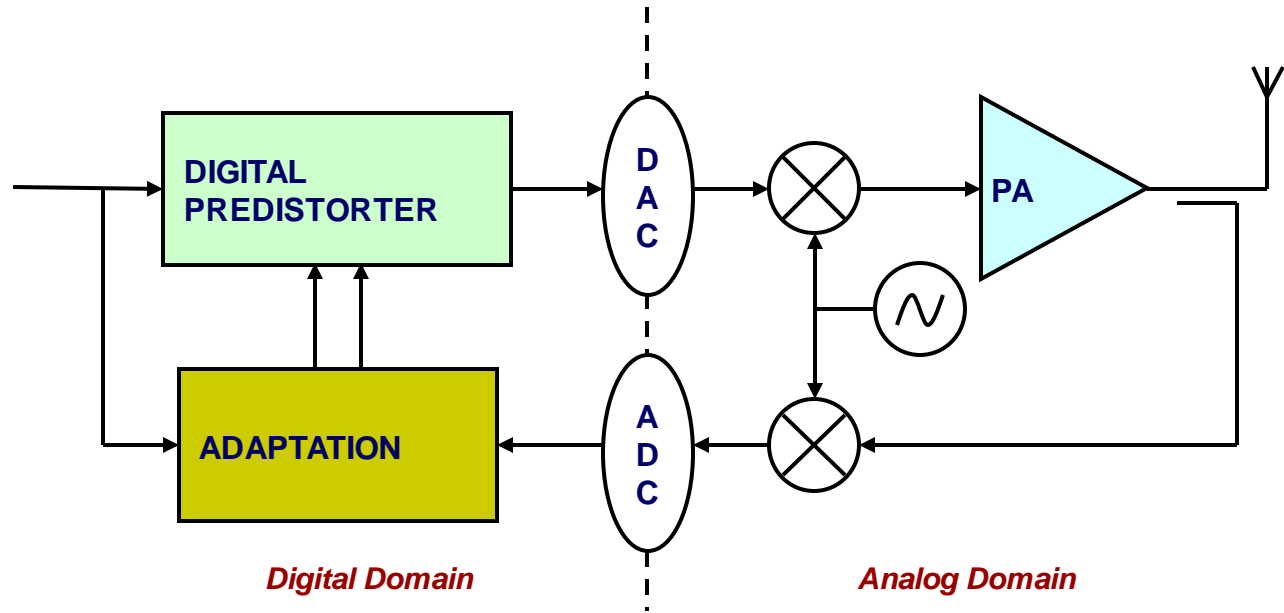 DIGITAL
PREDISTORTER
D
A
C
PA
ADAPTATION
A
D
C
Digital Domain
Analog Domain